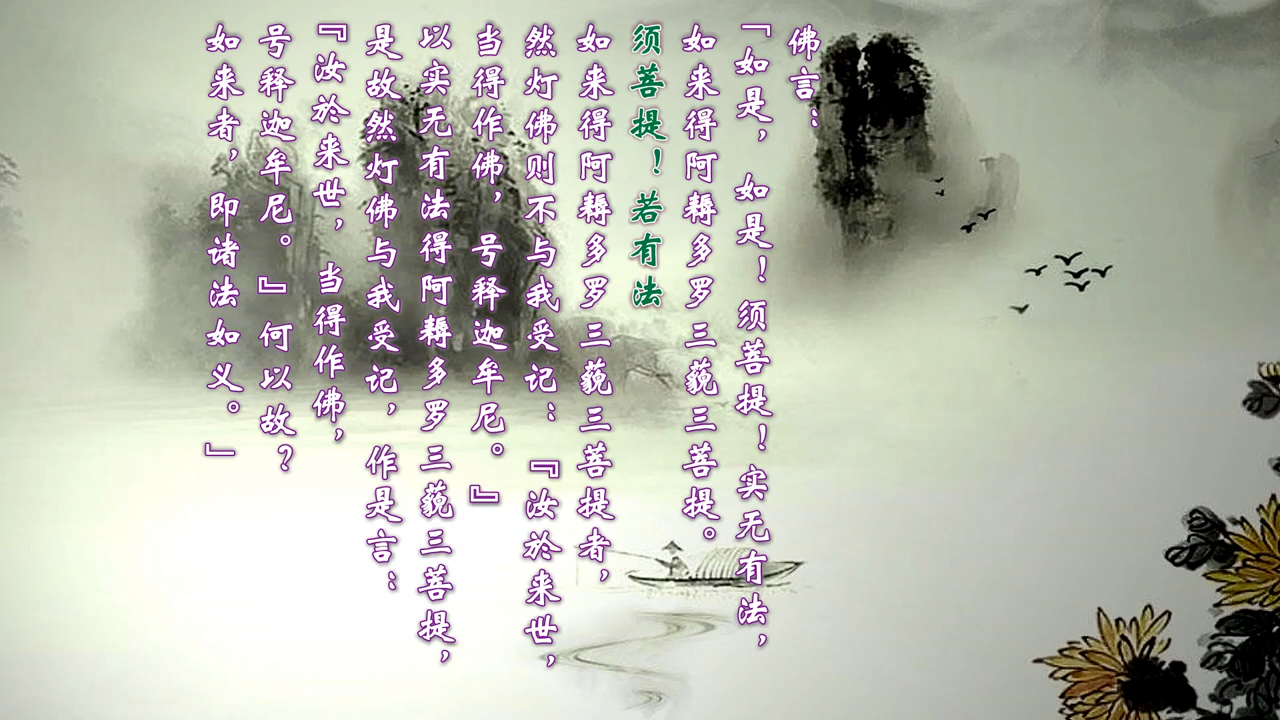 佛言：
「如是，如是！须菩提！实无有法，
如来得阿耨多罗三藐三菩提。
须菩提！若有法
如来得阿耨多罗三藐三菩提者，
然灯佛则不与我受记：『汝於来世，
当得作佛，号释迦牟尼。』
以实无有法得阿耨多罗三藐三菩提，
是故然灯佛与我受记，作是言：
『汝於来世，当得作佛，
号释迦牟尼。』何以故？
如来者，即诸法如义。」